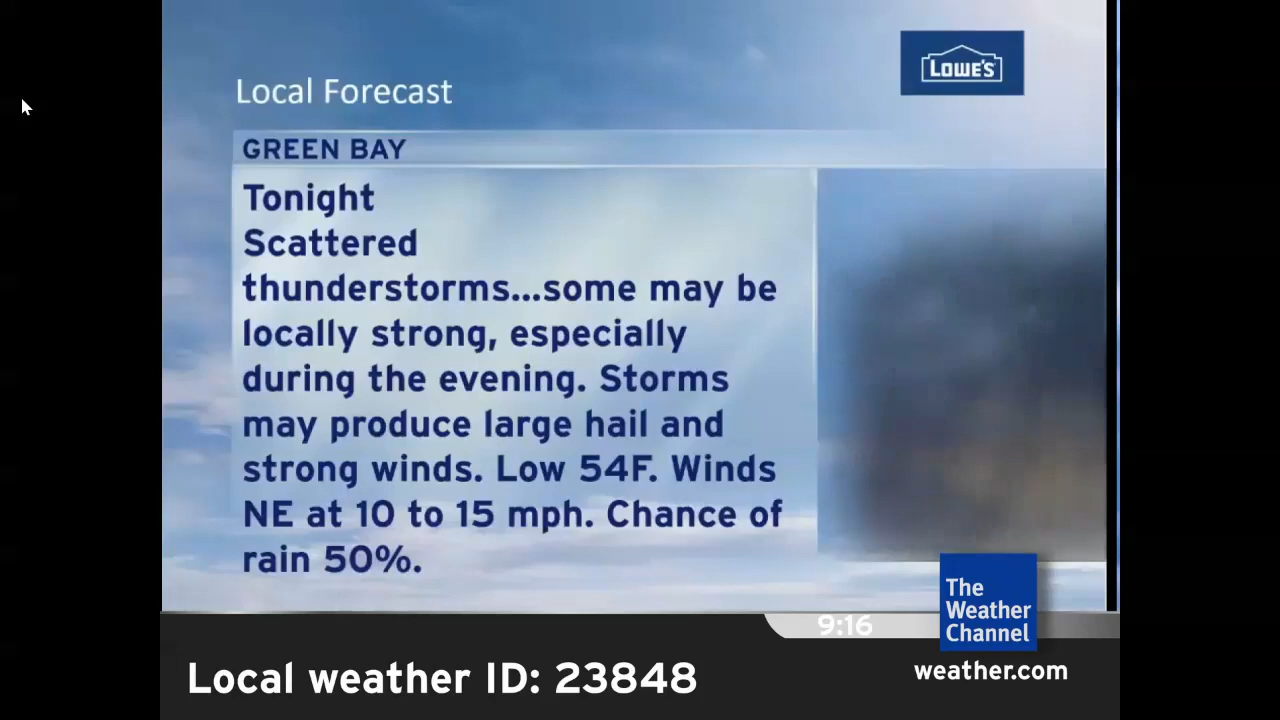 LOWE'S
Local Forecast
GREEN BAY
Tonight
Scattered
thunderstorms...some may be
locally strong, especially
during the evening. Storms
may produce large hail and
strong winds. Low 54F. Winds
NE at 10 to 15 mph. Chance of
rain 50%.
9:16
The
Weather
Channel
weather.com
Local weather ID: 23848